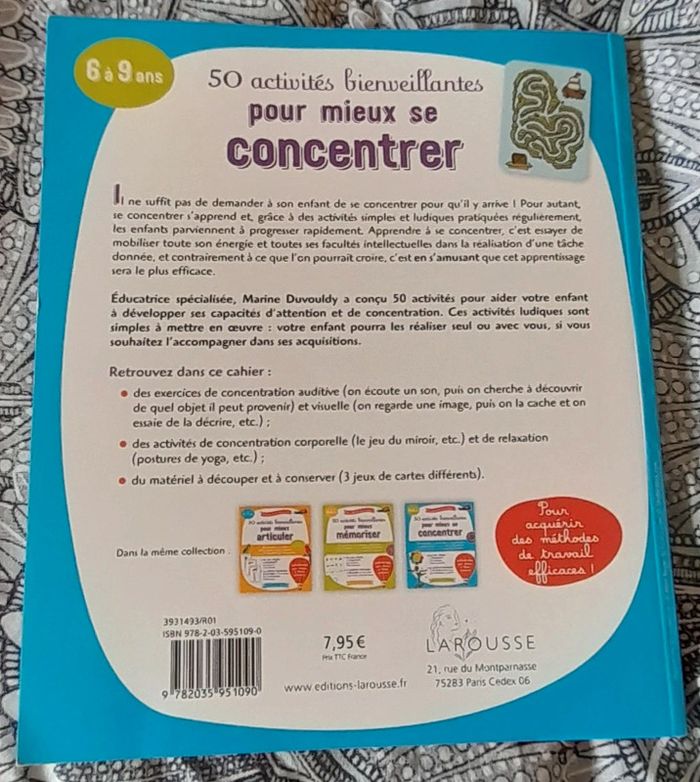 6 à 9 ans
50 activités bienveillantes
pour mieux se
concentrer
Il ne suffit pas de demander à son enfant de se concentrer pour qu'il y arrive ! Pour autant,
se concentrer s'apprend et, grâce à des activités simples et ludiques pratiquées régulièrement,
les enfants parviennent à progresser rapidement. Apprendre à se concentrer, c'est essayer de
mobiliser toute son énergie et toutes ses facultés intellectuelles dans la réalisation d'une tâche
donnée, et contrairement à ce que l'on pourrait croire, c'est en s'amusant que cet apprentissage
sera le plus efficace.
Éducatrice spécialisée, Marine Duvouldy a conçu 50 activités pour aider votre enfant
à développer ses capacités d'attention et de concentration. Ces activités ludiques sont
simples à mettre en œuvre : votre enfant pourra les réaliser seul ou avec vous, si vous
souhaitez l'accompagner dans ses acquisitions.
Retrouvez dans ce cahier :
• des exercices de concentration auditive (on écoute un son, puis on cherche à découvrir
de quel objet il peut provenir) et visuelle (on regarde une image, puis on la cache et on
essaie de la décrire, etc.) ;
• des activités de concentration corporelle (le jeu du miroir, etc.) et de relaxation
(postures de yoga, etc.) ;
• du matériel à découper et à conserver (3 jeux de cartes différents).
Dans la même collection :
50 activités bienveillantes
pour mieux
articuler
50 activités bienveillantes
pour mieux
mémoriser
50 activités bienveillantes
pour mieux se
concentrer
Pour
acquérir
des méthodes
de travail
efficaces !
3931493/R01
ISBN 978-2-03-595109-0
9 782035 951090
7,95 €
Prix TTC France
www.editions-larousse.fr
LAROUSSE
21, rue du Montparnasse
75283 Paris Cedex 06